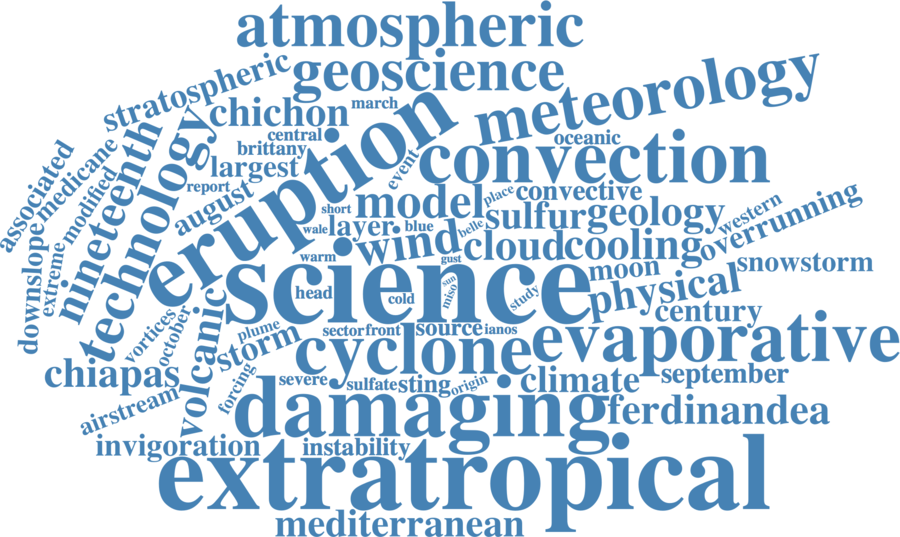 atmospheric
geoscience
stratospheric
chichon
march
meteorology
central
oceanic
brittany
eruption
convection
nineteenth
technology
largest
event
associated
medicane
modified
report
august
model
place
convective
short
sulfur
geology
western
overrunning
wale
layer
blue
belle
wind
cloud
cooling
downslope
extreme
warm
gust
science
moon
snowstorm
head
cold
sun
miso
study
physical
century
vortices
october
volcanic
plume
storm
sector
front
source
ianos
cyclone
evaporative
chiapas
forcing
severe
sulfate
sting
origin
climate
september
airstream
damaging
ferdinandea
invigoration
instability
extratropical
mediterranean